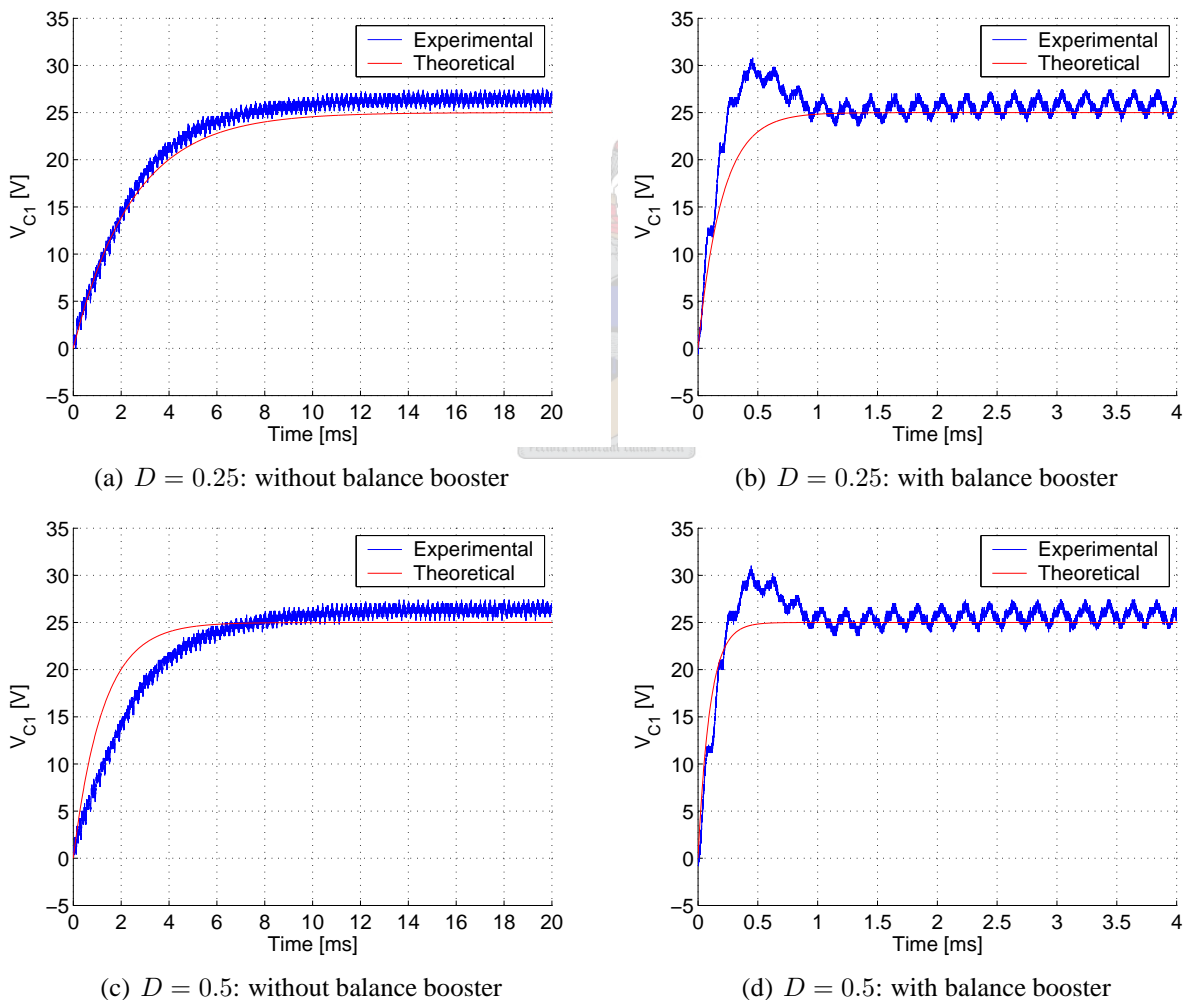 35
30
25
20
15
10
5
0
−5
0 2 4 6 8 10 12 14 16 18 20
V_C1 [V]
Time [ms]
Experimental
Theoretical
(a) D = 0.25: without balance booster
35
30
25
20
15
10
5
0
−5
0 0.5 1 1.5 2 2.5 3 3.5 4
V_C1 [V]
Time [ms]
Experimental
Theoretical
(b) D = 0.25: with balance booster
35
30
25
20
15
10
5
0
−5
0 2 4 6 8 10 12 14 16 18 20
V_C1 [V]
Time [ms]
Experimental
Theoretical
(c) D = 0.5: without balance booster
35
30
25
20
15
10
5
0
−5
0 0.5 1 1.5 2 2.5 3 3.5 4
V_C1 [V]
Time [ms]
Experimental
Theoretical
(d) D = 0.5: with balance booster